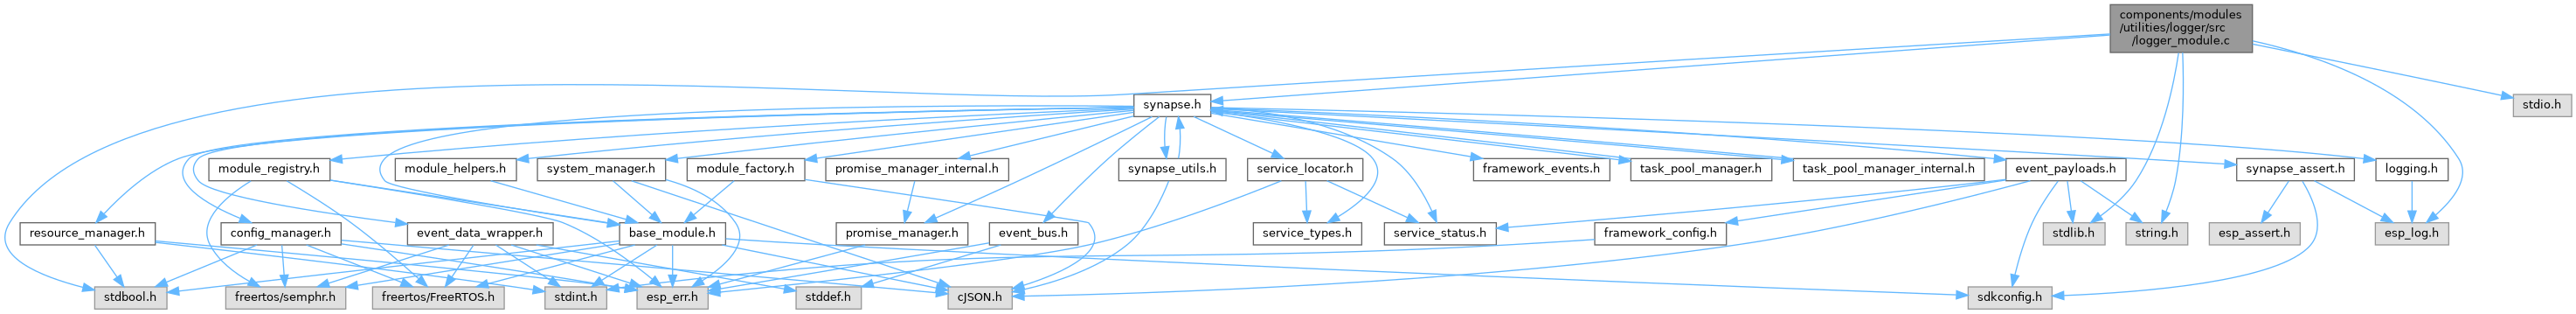 components/modules
/utilities/logger/src
/logger_module.c
stdio.h
synapse.h
module_registry.h
module_helpers.h
system_manager.h
module_factory.h
promise_manager_internal.h
synapse_utils.h
service_locator.h
framework_events.h
task_pool_manager.h
task_pool_manager_internal.h
event_payloads.h
synapse_assert.h
logging.h
resource_manager.h
config_manager.h
event_data_wrapper.h
base_module.h
promise_manager.h
event_bus.h
service_types.h
service_status.h
framework_config.h
stdlib.h
string.h
esp_assert.h
esp_log.h
stdbool.h
freertos/semphr.h
freertos/FreeRTOS.h
stdint.h
esp_err.h
stddef.h
cJSON.h
sdkconfig.h